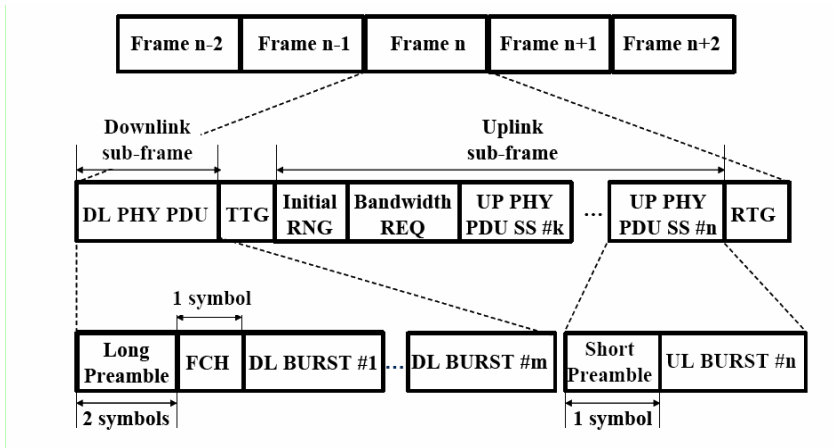 Frame n-2 Frame n-1 Frame n Frame n+1 Frame n+2
Downlink
sub-frame
Uplink
sub-frame
DL PHY PDU TTG Initial
RNG Bandwidth
REQ UP PHY
PDU SS #k ... UP PHY
PDU SS #n RTG
1 symbol
Long
Preamble FCH DL BURST #1 ... DL BURST #m Short
Preamble UL BURST #n
2 symbols 1 symbol